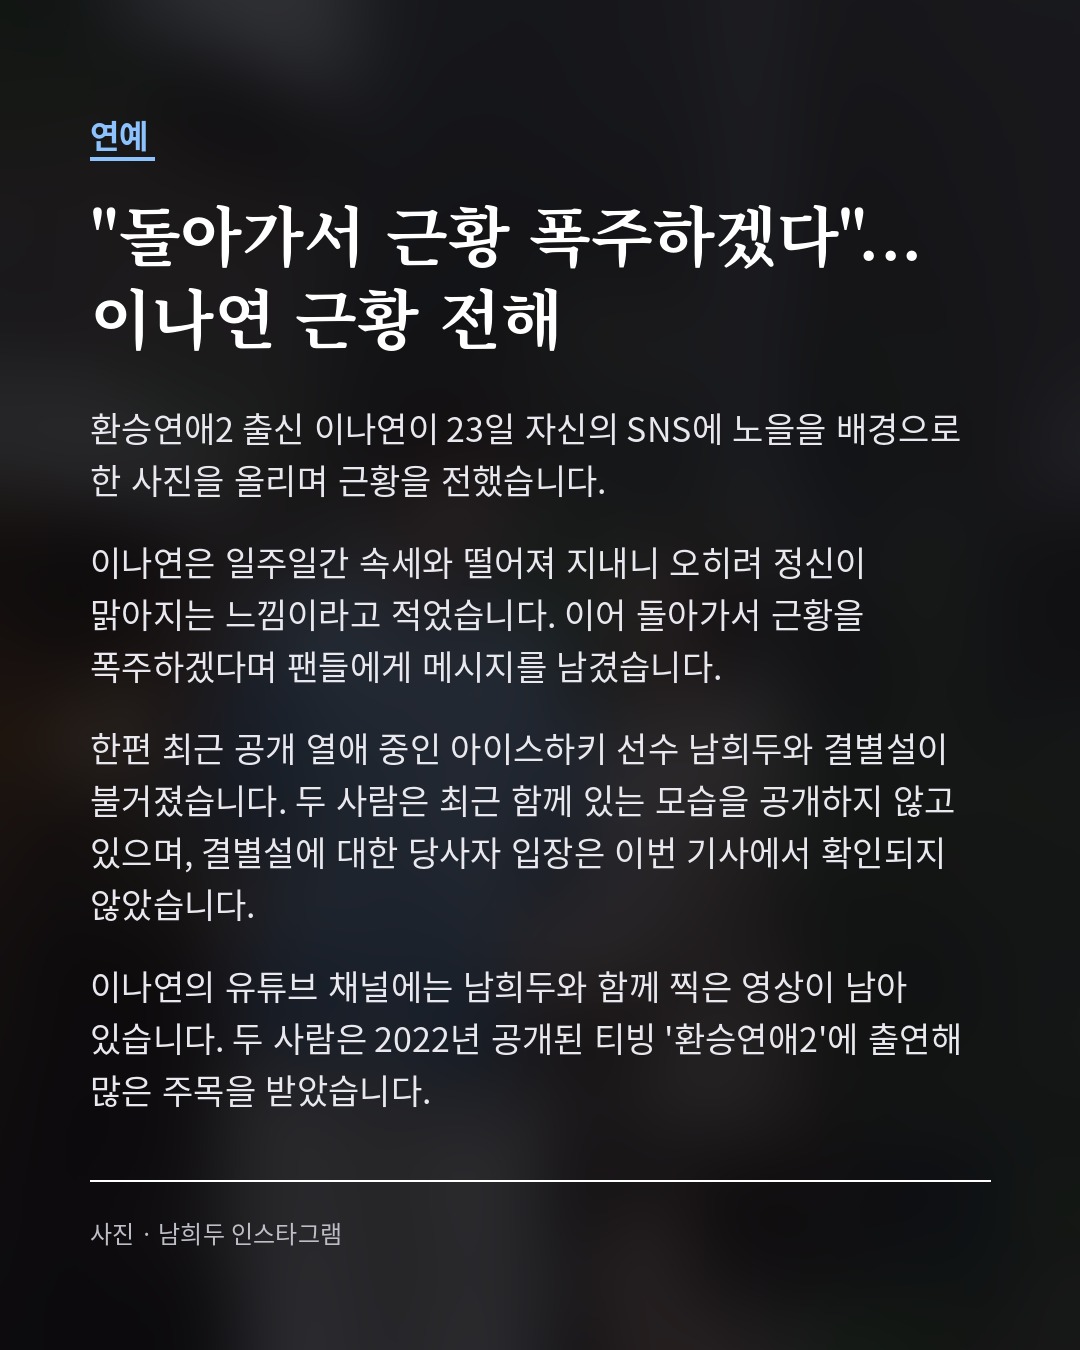 연예
"돌아가서 근황 폭주하겠다"...
이나연 근황 전해
환승연애2 출신 이나연이 23일 자신의 SNS에 노을을 배경으로
한 사진을 올리며 근황을 전했습니다.
이나연은 일주일간 속세와 떨어져 지내니 오히려 정신이
맑아지는 느낌이라고 적었습니다. 이어 돌아가서 근황을
폭주하겠다며 팬들에게 메시지를 남겼습니다.
한편 최근 공개 열애 중인 아이스하키 선수 남희두와 결별설이
불거졌습니다. 두 사람은 최근 함께 있는 모습을 공개하지 않고
있으며, 결별설에 대한 당사자 입장은 이번 기사에서 확인되지
않았습니다.
이나연의 유튜브 채널에는 남희두와 함께 찍은 영상이 남아
있습니다. 두 사람은 2022년 공개된 티빙 '환승연애2'에 출연해
많은 주목을 받았습니다.
사진 · 남희두 인스타그램